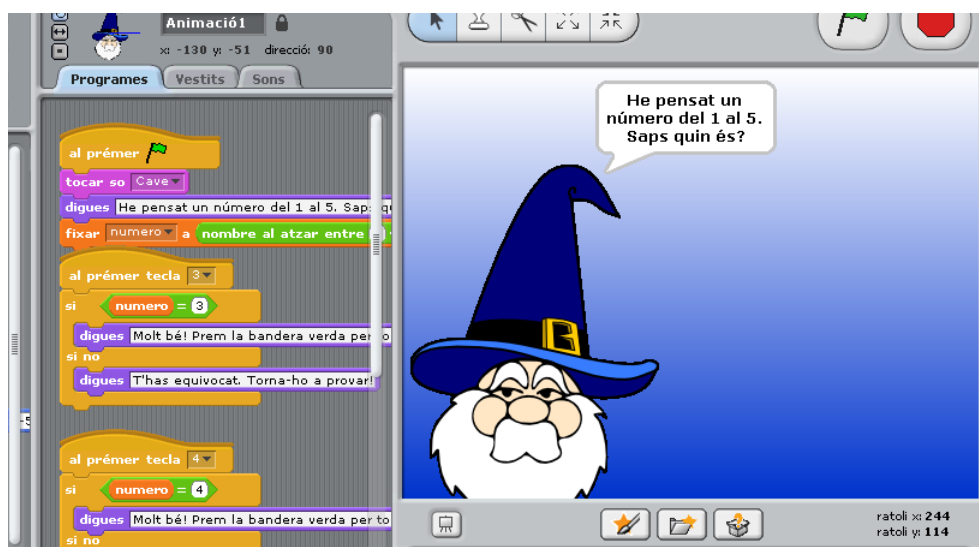 Animació1
x: -130 y: -51 direcció: 90
Programes Vestits Sons
al prémer
tocar so Cave
digues He pensat un número del 1 al 5. Saps
fixar numero a nombre al atzar entre
al prémer tecla 3
si numero = 3
digues Molt bé! Prem la bandera verda per to
si no
digues T'has equivocat. Torna-ho a provar!
al prémer tecla 4
si numero = 4
digues Molt bé! Prem la bandera verda per to
si no
He pensat un
número del 1 al 5.
Saps quin és?
ratoli x: 244
ratoli y: 114